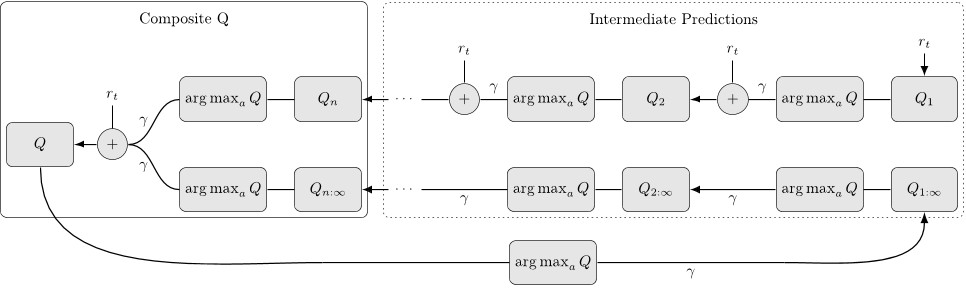 Composite Q
Intermediate Predictions
r_t r_t r_t
γ γ
arg max_a Q Q_n ··· + arg max_a Q Q_2 + arg max_a Q Q_1
r_t
γ
Q +
γ
arg max_a Q Q_{n:∞} ··· arg max_a Q Q_{2:∞} arg max_a Q Q_{1:∞}
γ γ
arg max_a Q
γ